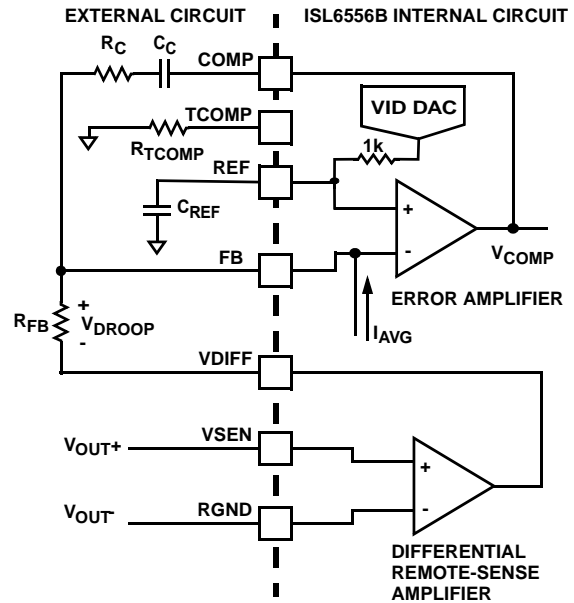 EXTERNAL CIRCUIT
ISL6556B INTERNAL CIRCUIT
RC
CC
COMP
TCOMP
RTCOMP
VID DAC
1k
REF
CREF
+
-
VCOMP
FB
ERROR AMPLIFIER
IAVG
RFB
+
VDROOP
-
VDIFF
VOUT+
VSEN
+
VOUT-
RGND
-
DIFFERENTIAL
REMOTE-SENSE
AMPLIFIER